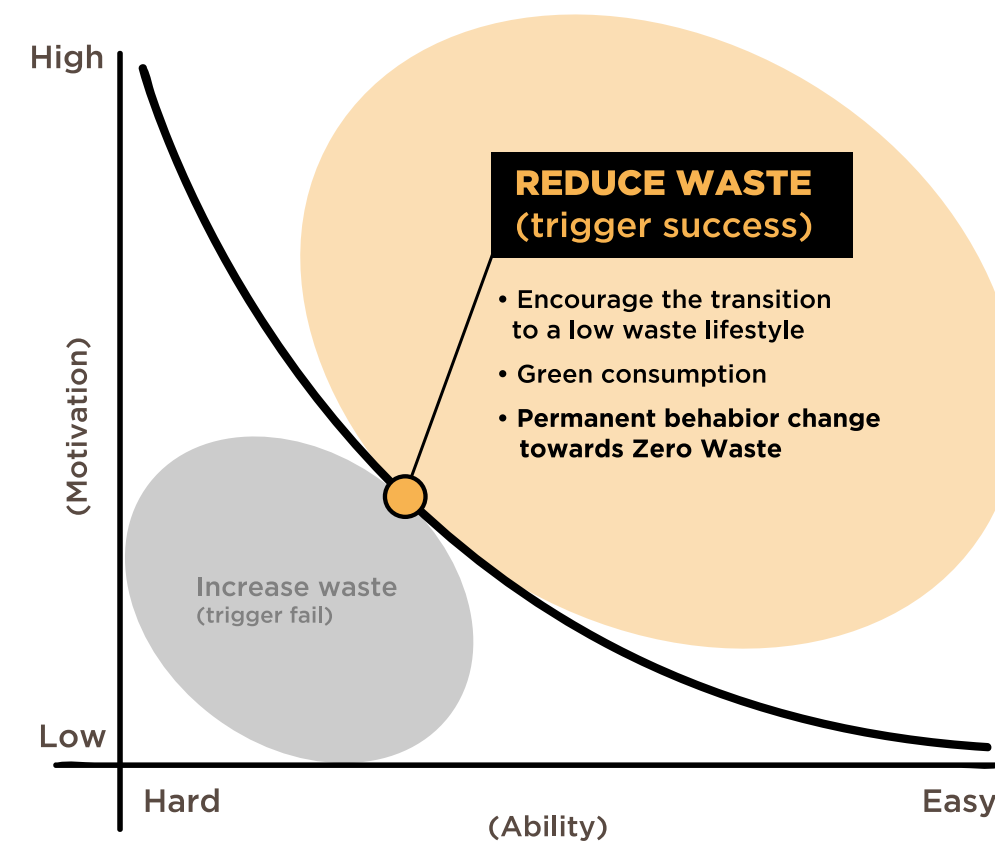 High
REDUCE WASTE
(trigger success)
• Encourage the transition
to a low waste lifestyle
• Green consumption
• Permanent behabior change
towards Zero Waste
(Motivation)
Increase waste
(trigger fail)
Low
Hard
Easy
(Ability)